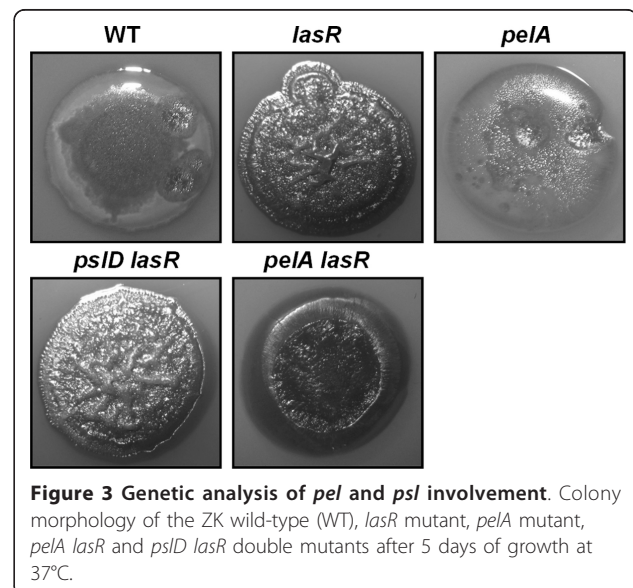 WT
lasR
pelA
pslD lasR
pelA lasR
Figure 3 Genetic analysis of pel and psl involvement. Colony
morphology of the ZK wild-type (WT), lasR mutant, pelA mutant,
pelA lasR and pslD lasR double mutants after 5 days of growth at
37°C.